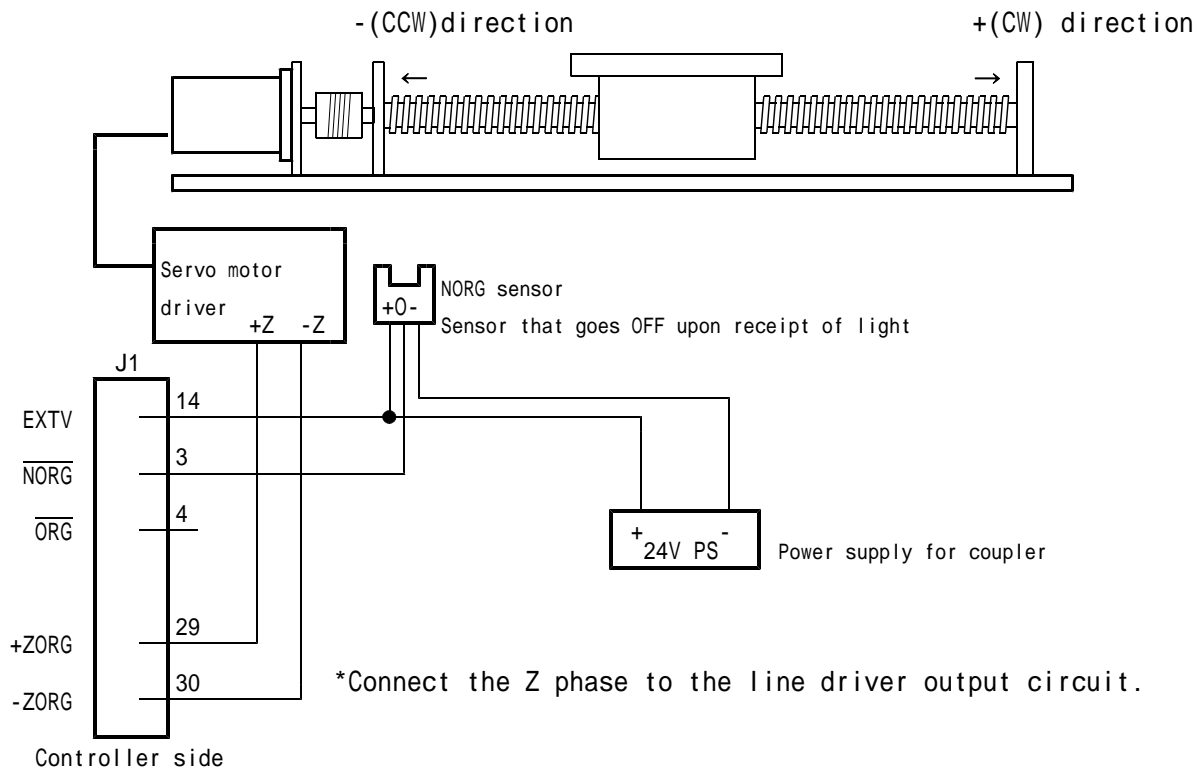 -(CCW)direction
+(CW) direction
←
→
Servo motor
driver
+Z
-Z
+O-
NORG sensor
Sensor that goes OFF upon receipt of light
J1
EXTV
14
N̅O̅R̅G̅
3
O̅R̅G̅
4
+ -
24V PS
Power supply for coupler
+ZORG
29
-ZORG
30
*Connect the Z phase to the line driver output circuit.
Controller side